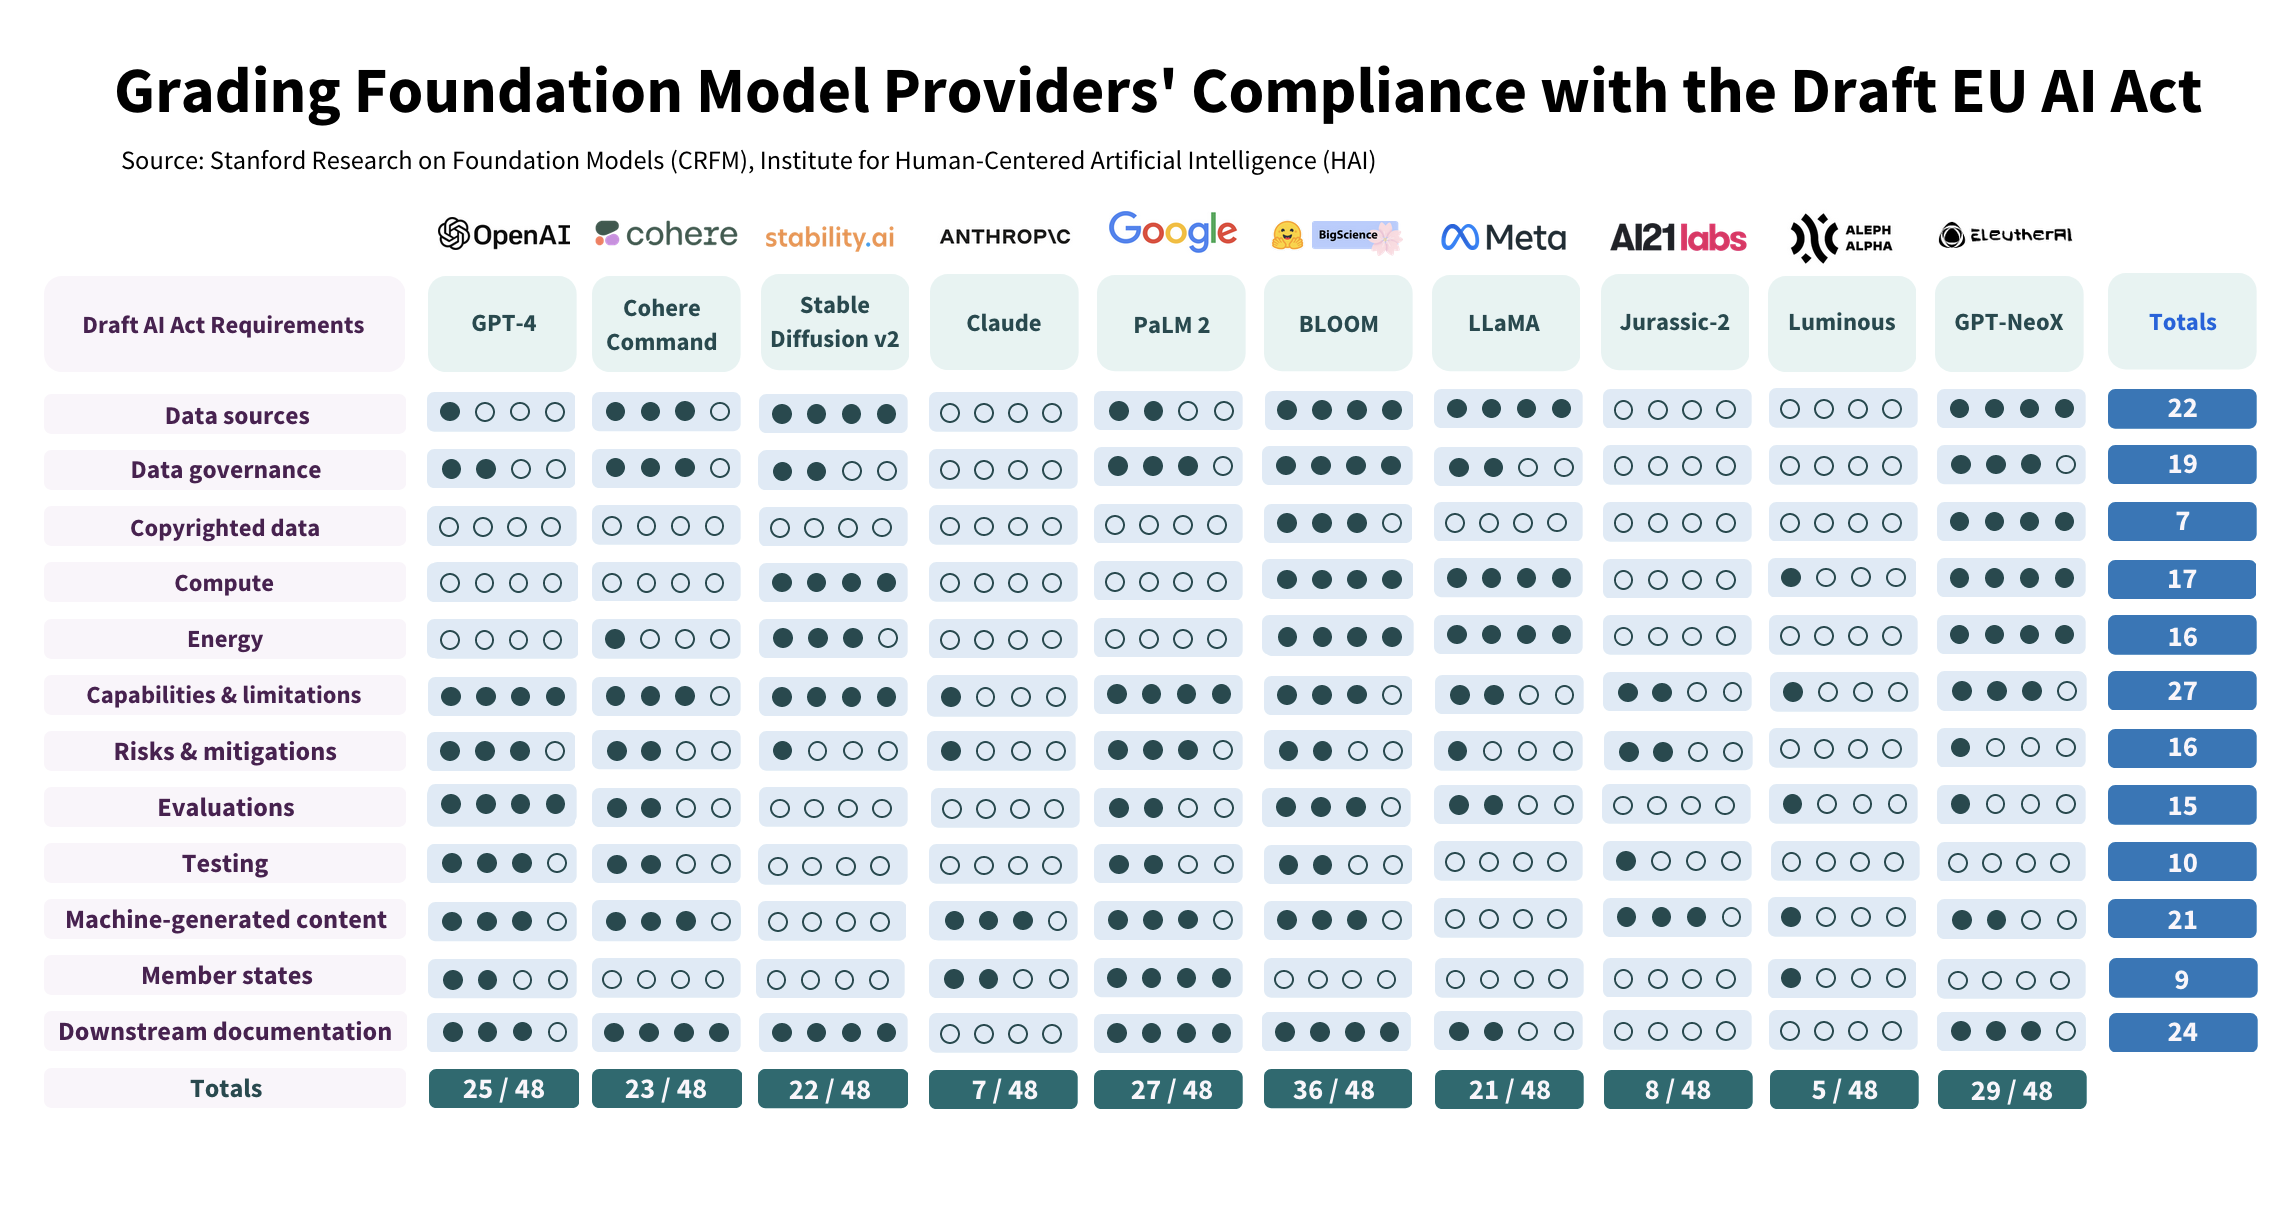 Grading Foundation Model Providers' Compliance with the Draft EU AI Act
Source: Stanford Research on Foundation Models (CRFM), Institute for Human-Centered Artificial Intelligence (HAI)
OpenAI cohere stability.ai ANTHROP\C Google BigScience Meta AI21labs ALEPH ALPHA EleutherAI
Draft AI Act Requirements GPT-4 Cohere Command Stable Diffusion v2 Claude PaLM 2 BLOOM LLaMA Jurassic-2 Luminous GPT-NeoX Totals
Data sources 22
Data governance 19
Copyrighted data 7
Compute 17
Energy 16
Capabilities & limitations 27
Risks & mitigations 16
Evaluations 15
Testing 10
Machine-generated content 21
Member states 9
Downstream documentation 24
Totals 25 / 48 23 / 48 22 / 48 7 / 48 27 / 48 36 / 48 21 / 48 8 / 48 5 / 48 29 / 48